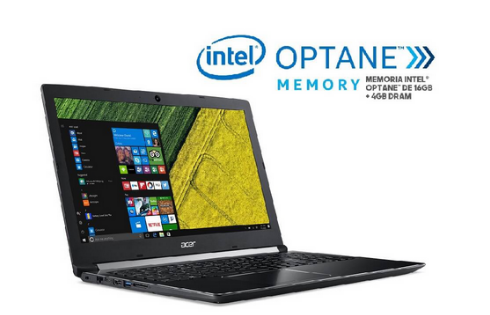 intel OPTANE™
MEMORY
MEMORIA INTEL®
OPTANE™ DE 16GB
+ 4GB DRAM
acer